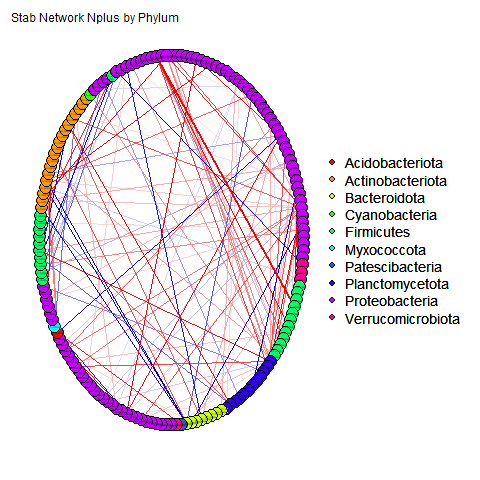 Stab Network Nplus by Phylum
Acidobacteriota
Actinobacteriota
Bacteroidota
Cyanobacteria
Firmicutes
Myxococcota
Patescibacteria
Planctomycetota
Proteobacteria
Verrucomicrobiota